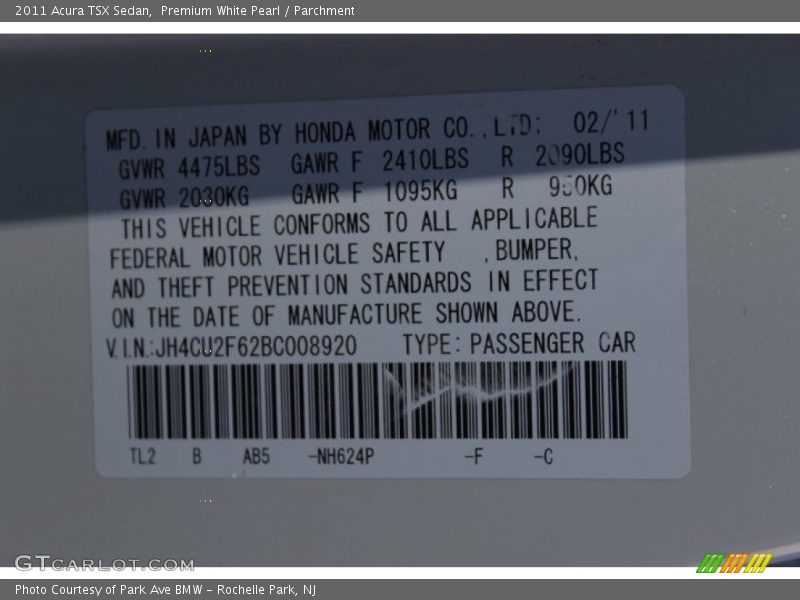 2011 Acura TSX Sedan, Premium White Pearl / Parchment
MFD. IN JAPAN BY HONDA MOTOR CO., LTD: 02/'11
GVWR 4475LBS GAWR F 2410LBS R 2090LBS
GVWR 2030KG GAWR F 1095KG R 950KG
THIS VEHICLE CONFORMS TO ALL APPLICABLE
FEDERAL MOTOR VEHICLE SAFETY , BUMPER,
AND THEFT PREVENTION STANDARDS IN EFFECT
ON THE DATE OF MANUFACTURE SHOWN ABOVE.
V.I.N.:JH4CU2F62BC008920 TYPE: PASSENGER CAR
TL2 B AB5 -NH624P -F -C
GTCARLOT.COM
Photo Courtesy of Park Ave BMW - Rochelle Park, NJ